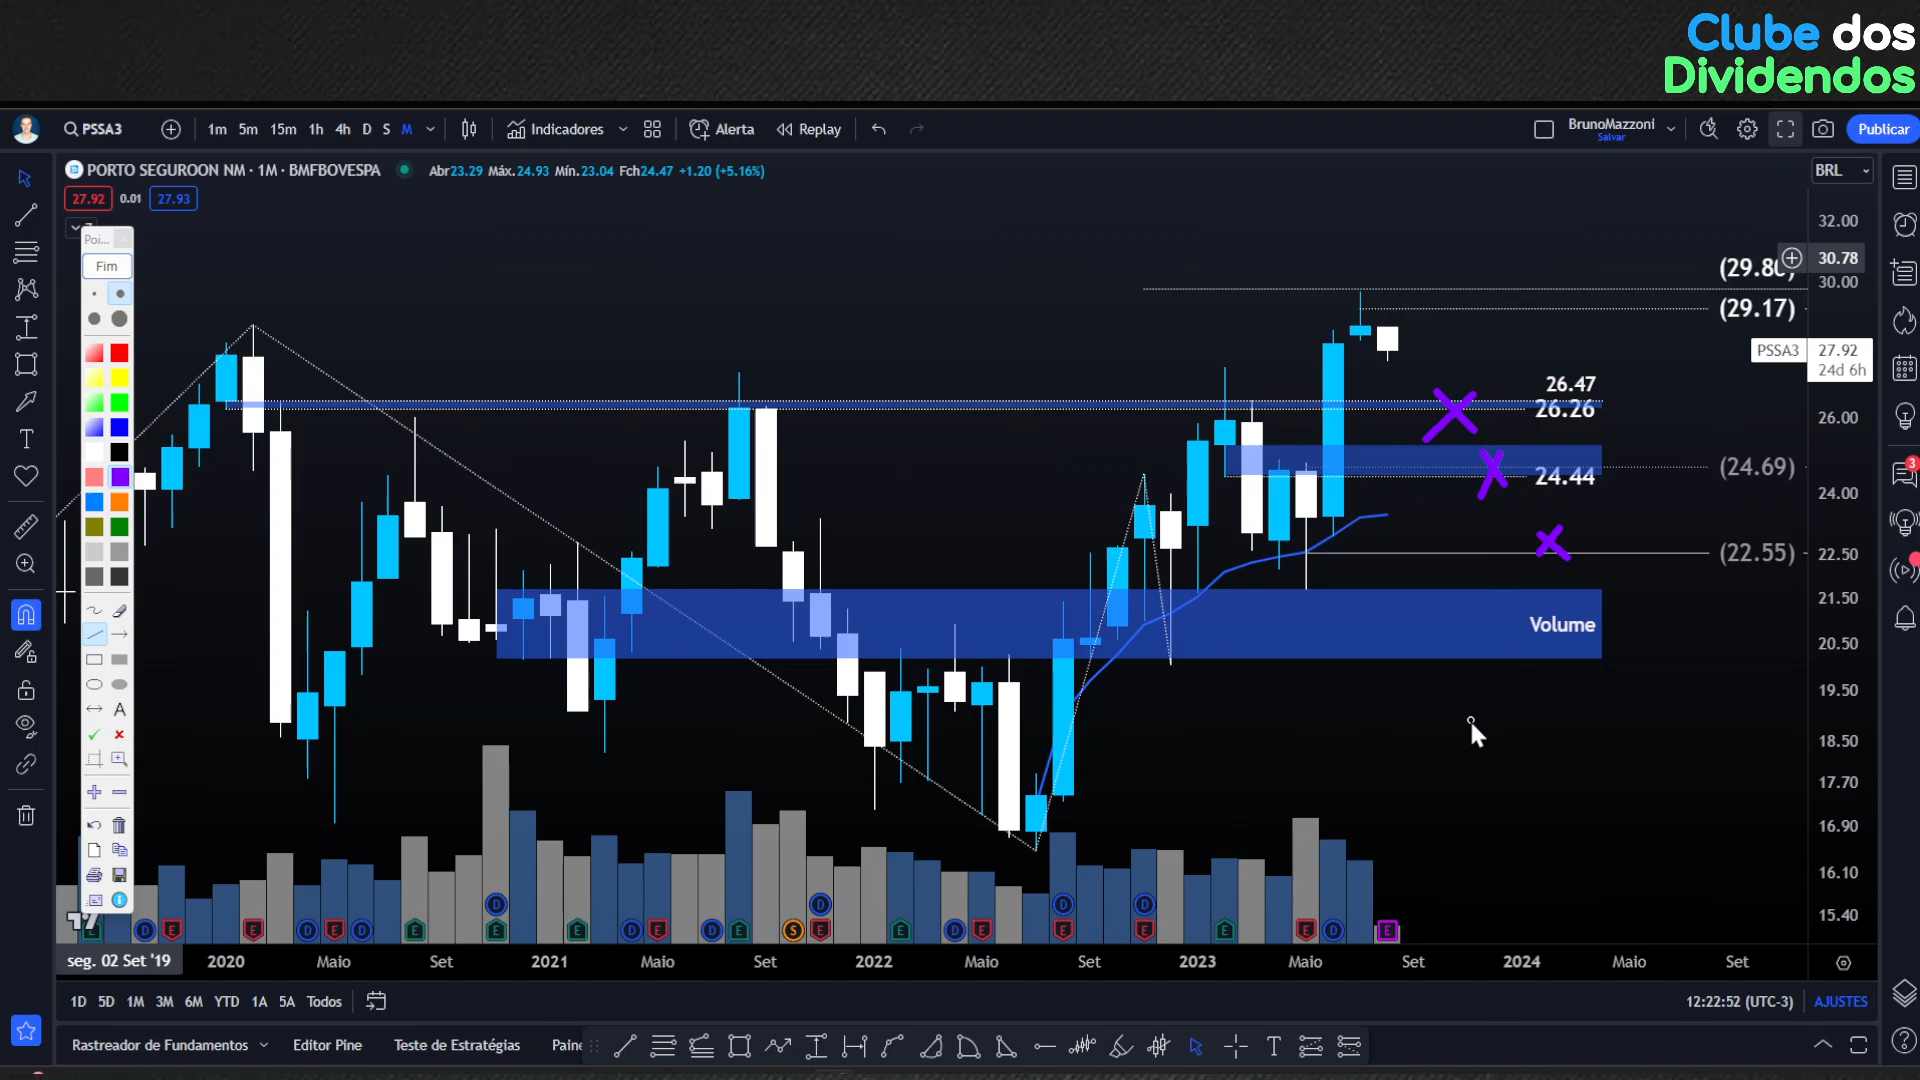 Clube dos
Dividendos
PSSA3
1m 5m 15m 1h 4h D S M
Indicadores
Alerta
Replay
BrunoMazzoni
Salvar
Publicar
PORTO SEGUROON NM · 1M · BMFBOVESPA
Abr23.29 Máx.24.93 Mín.23.04 Fch24.47 +1.20 (+5.16%)
BRL
27.92 0.01 27.93
Poi...
Fim
A
32.00
30.78
30.00
(29.80)
(29.17)
PSSA3 27.92
24d 6h
26.47
26.26
26.00
(24.69)
24.44
24.00
(22.55)
22.50
21.50
Volume
20.50
19.50
18.50
17.70
16.90
16.10
15.40
3
D D D
D E E D E D E E E D E D E S E E D E E E E E D E
seg. 02 Set '19 2020 Maio Set 2021 Maio Set 2022 Maio Set 2023 Maio Set 2024 Maio Set
1D 5D 1M 3M 6M YTD 1A 5A Todos
12:22:52 (UTC-3) AJUSTES
Rastreador de Fundamentos Editor Pine Teste de Estratégias Paine